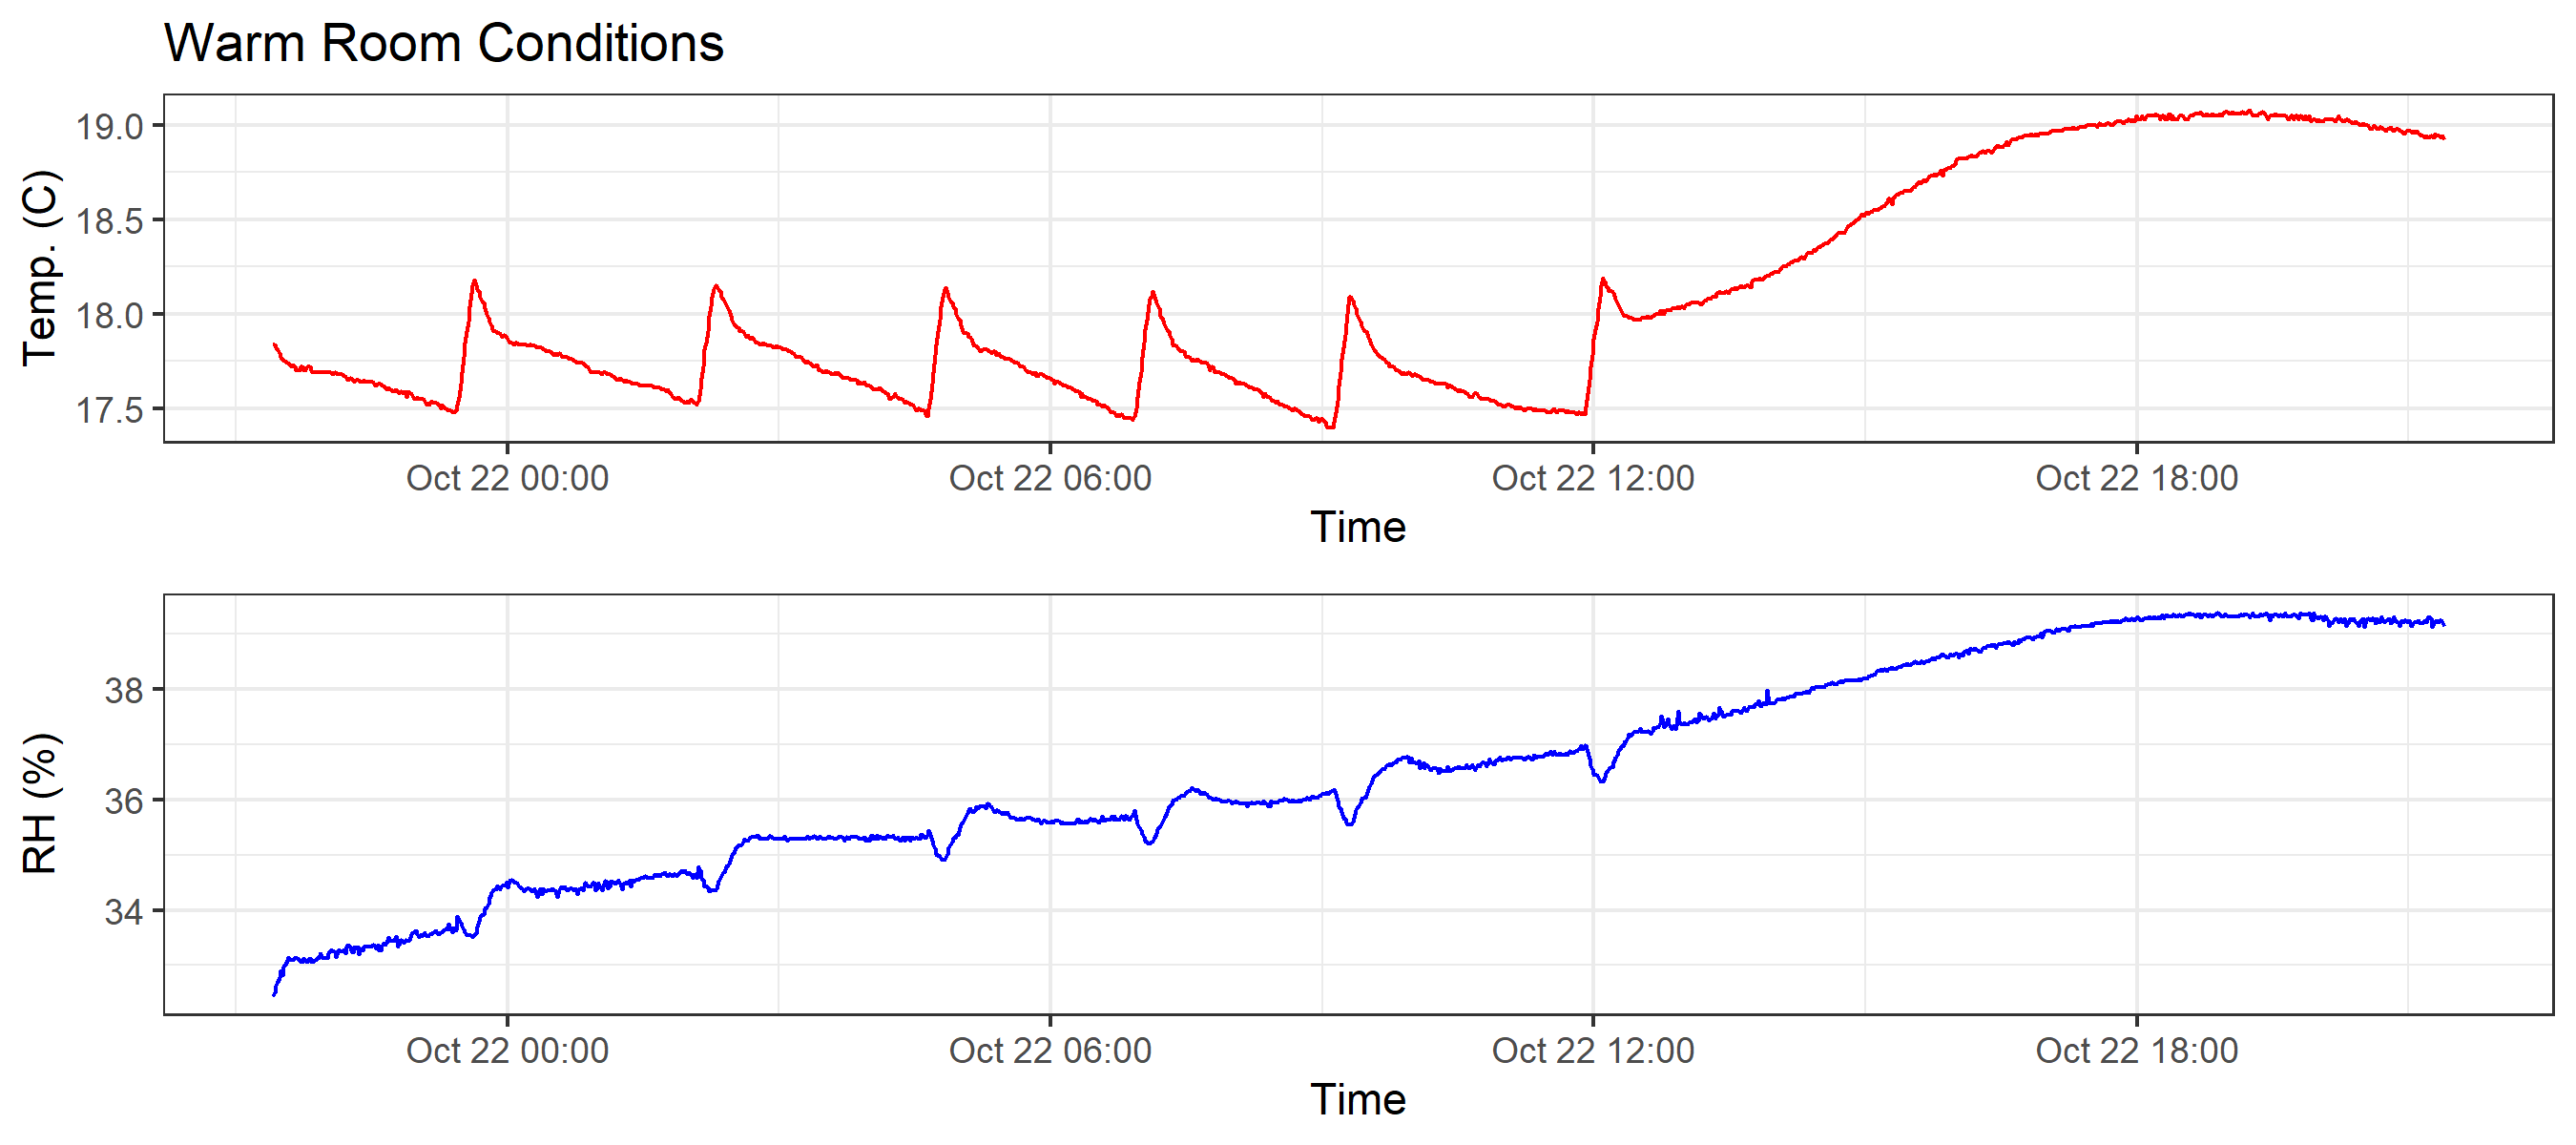 Warm Room Conditions
19.0
18.5
18.0
17.5
Temp. (C)
Oct 22 00:00 Oct 22 06:00 Oct 22 12:00 Oct 22 18:00
Time
38
36
34
RH (%)
Oct 22 00:00 Oct 22 06:00 Oct 22 12:00 Oct 22 18:00
Time